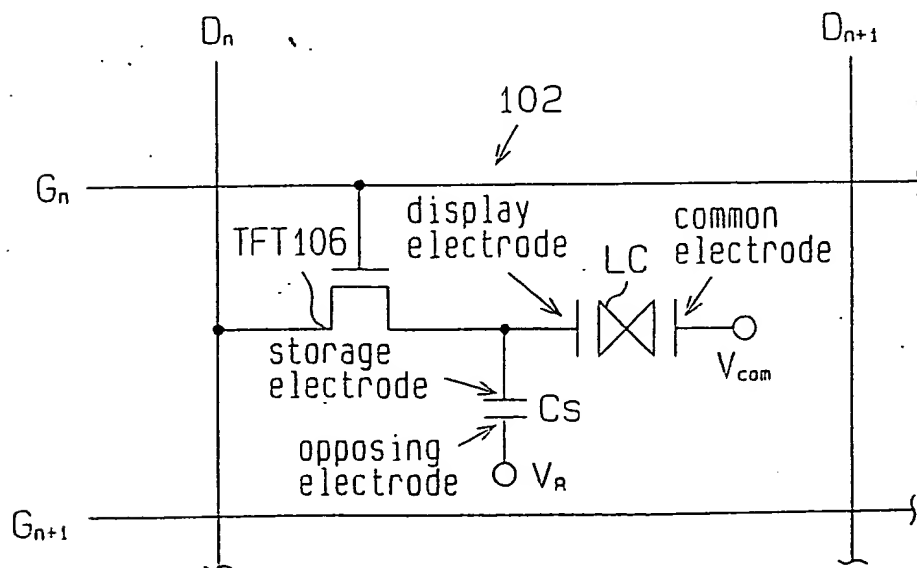 Dn
Dn+1
102
Gn
display
electrode
common
electrode
TFT106
LC
storage
electrode
Vcom
Cs
opposing
electrode
VR
Gn+1